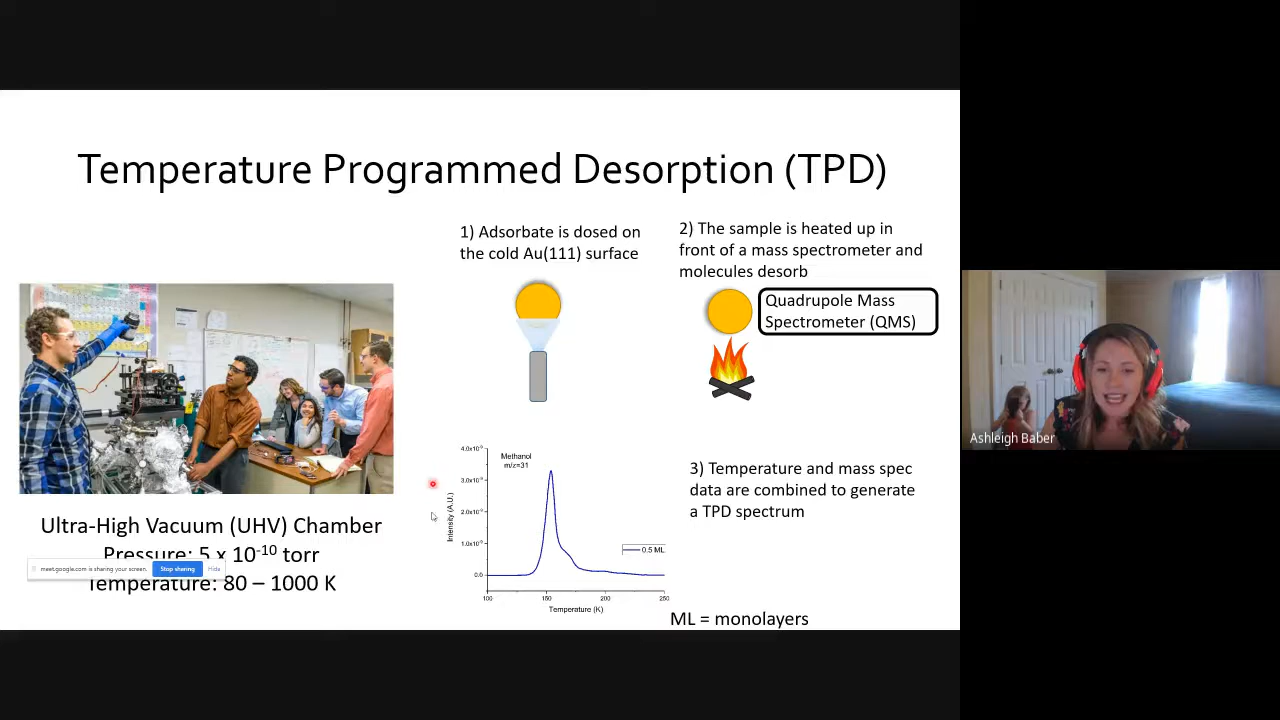 Temperature Programmed Desorption (TPD)
1) Adsorbate is dosed on
the cold Au(111) surface
2) The sample is heated up in
front of a mass spectrometer and
molecules desorb
Quadrupole Mass
Spectrometer (QMS)
Ultra-High Vacuum (UHV) Chamber
Pressure: 5 x 10-10 torr
Temperature: 80 – 1000 K
meet.google.com is sharing your screen.
Stop sharing
Hide
Methanol
m/z=31
4.0x10-9
3.0x10-9
2.0x10-9
1.0x10-9
0.0
Intensity (A.U.)
0.5 ML
100 150 200 250
Temperature (K)
3) Temperature and mass spec
data are combined to generate
a TPD spectrum
ML = monolayers
Ashleigh Baber